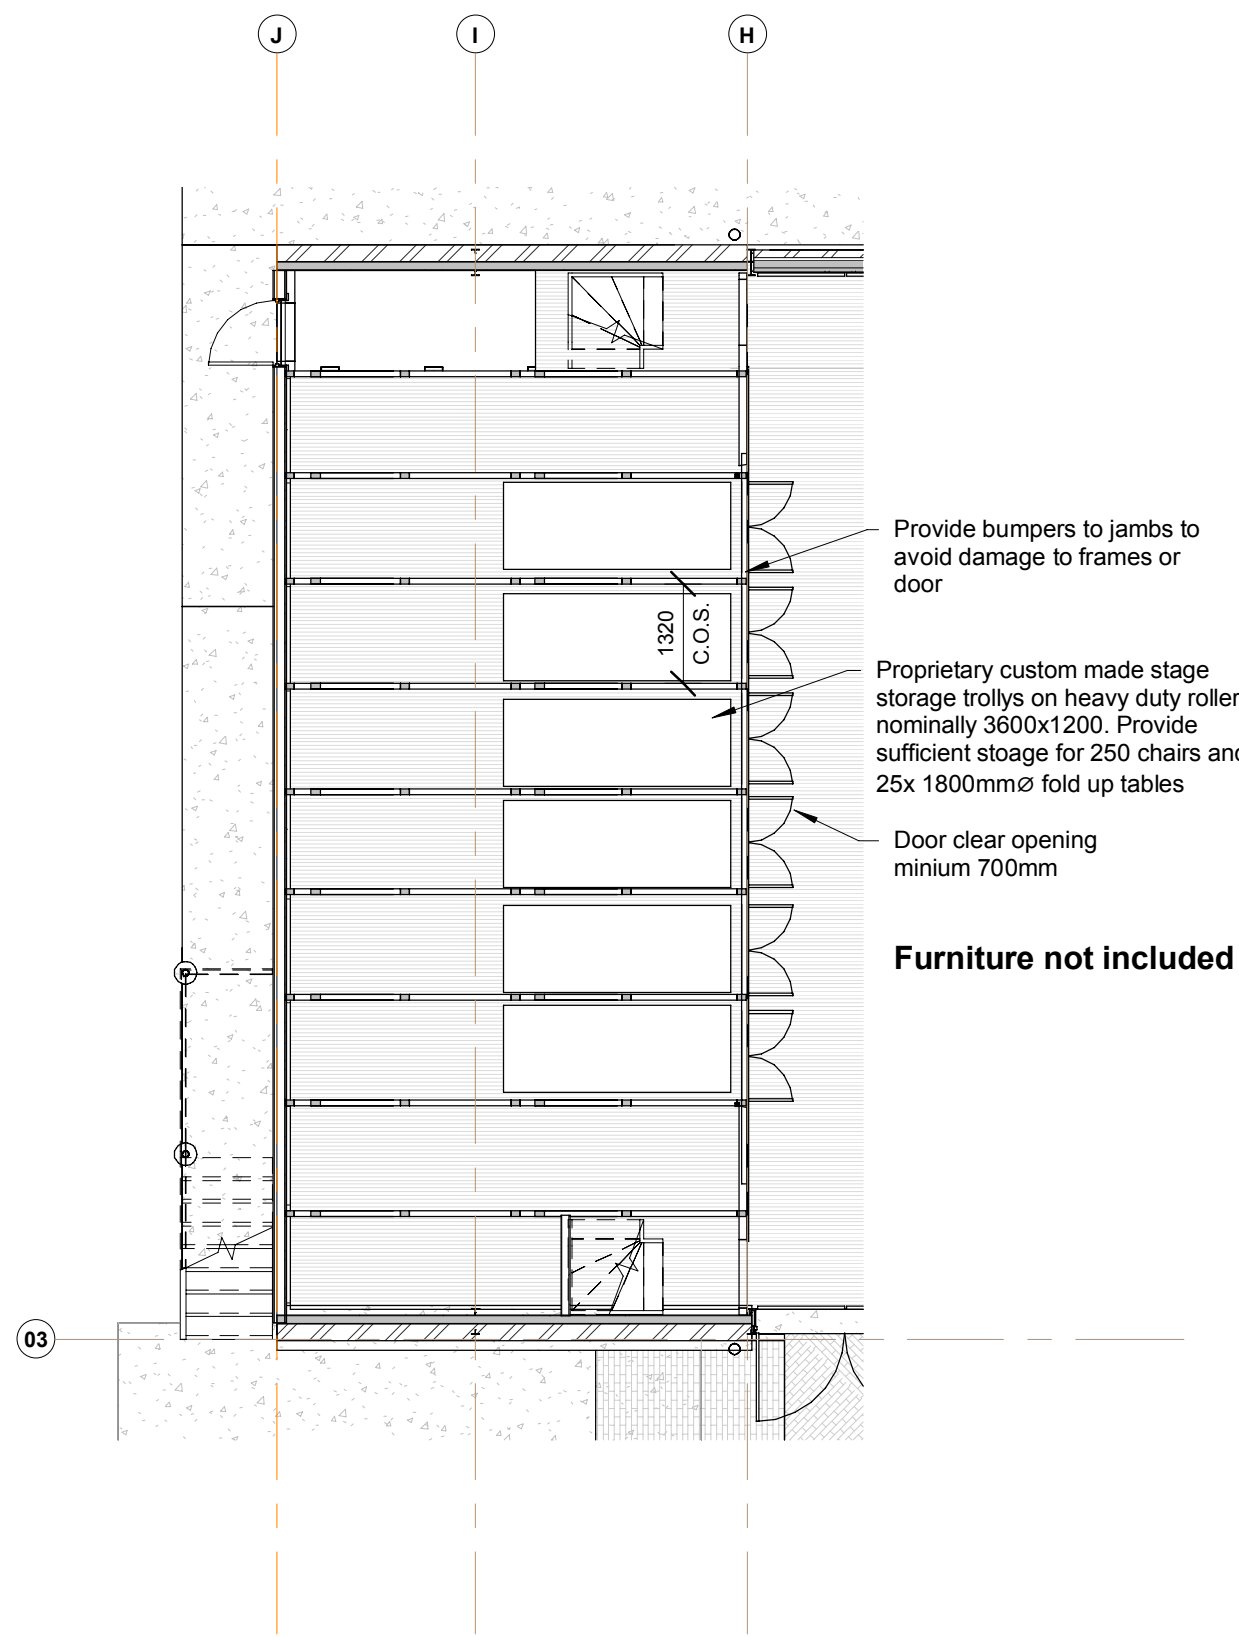 J
I
H
Provide bumpers to jambs to
avoid damage to frames or
door
1320
C.O.S.
Proprietary custom made stage
storage trollys on heavy duty roller
nominally 3600x1200. Provide
sufficient stoage for 250 chairs and
25x 1800mmØ fold up tables
Door clear opening
minium 700mm
Furniture not included
03